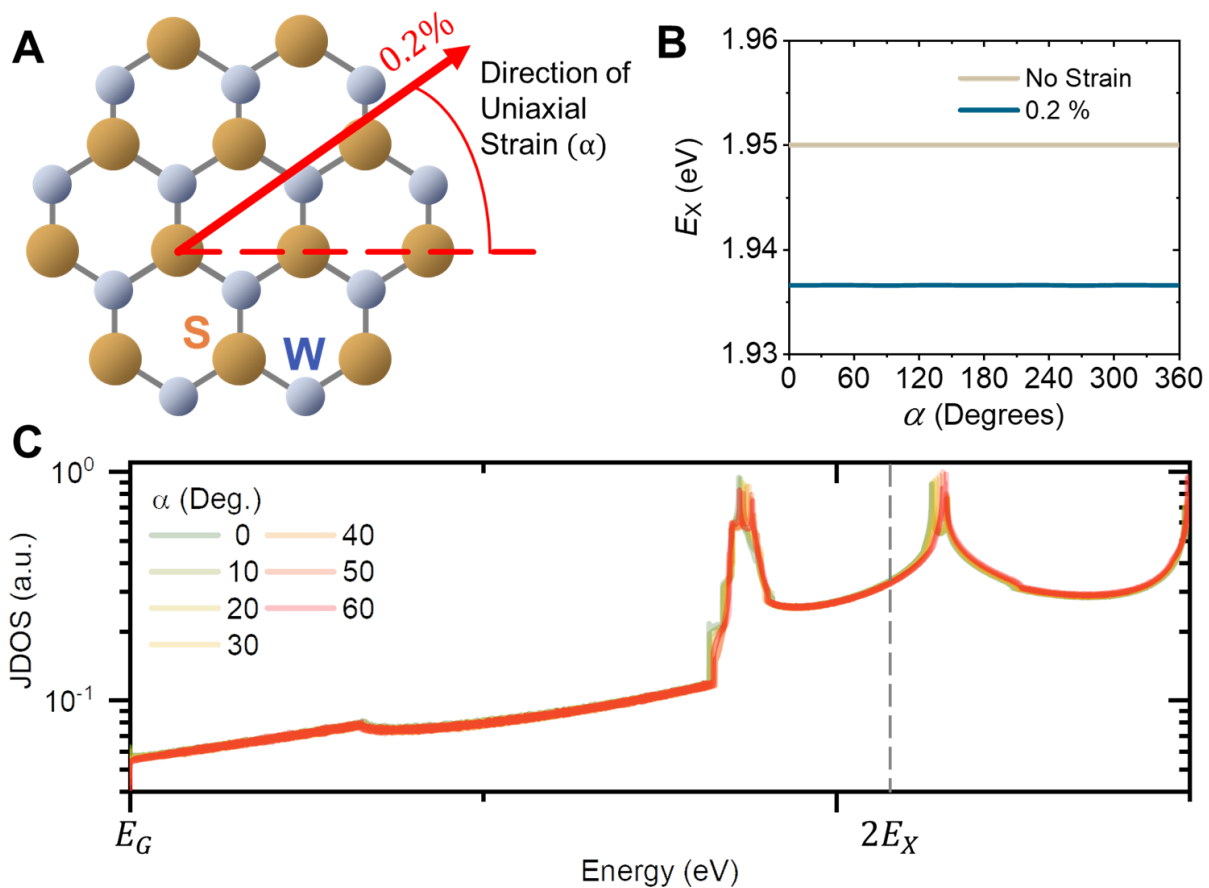 A
0.2%
Direction of
Uniaxial
Strain (α)
S
W
B
1.96
1.95
1.94
1.93
E_X (eV)
No Strain
0.2 %
0 60 120 180 240 300 360
α (Degrees)
C
10⁰
10⁻¹
JDOS (a.u.)
α (Deg.)
0 40
10 50
20 60
30
E_G 2E_X
Energy (eV)